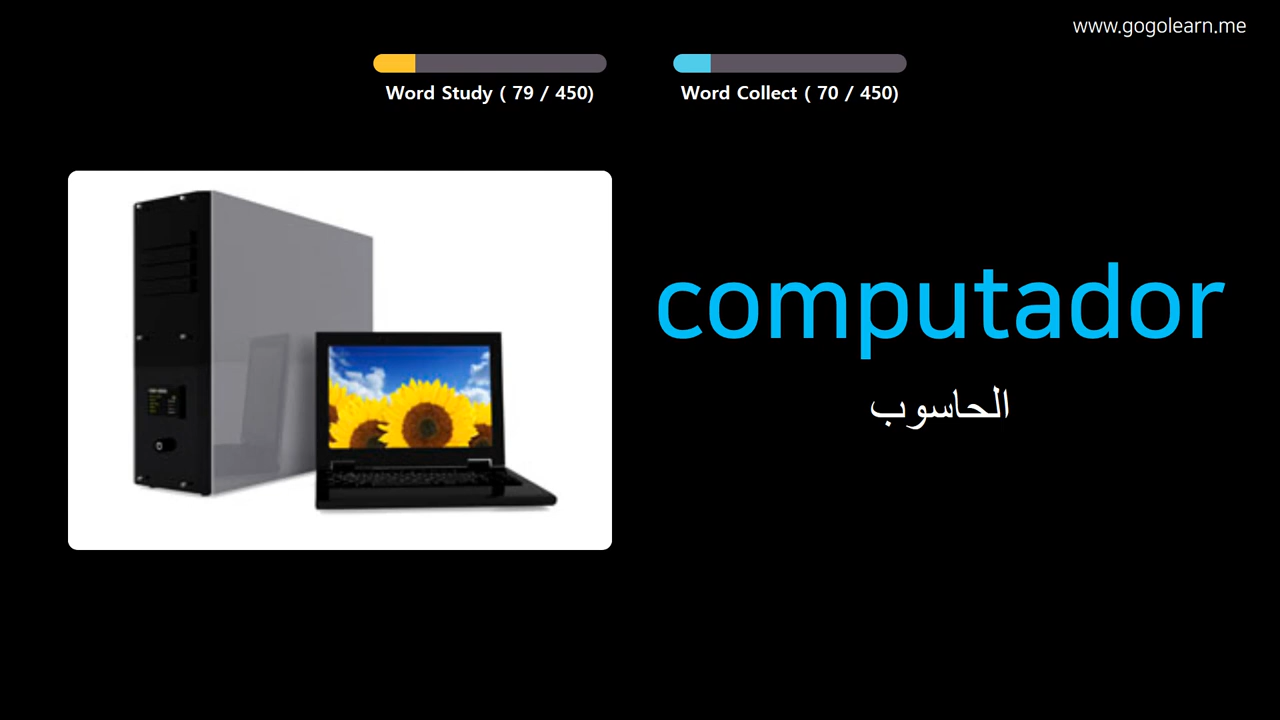 www.gogolearn.me
Word Study ( 79 / 450)
Word Collect ( 70 / 450)
computador
الحاسوب